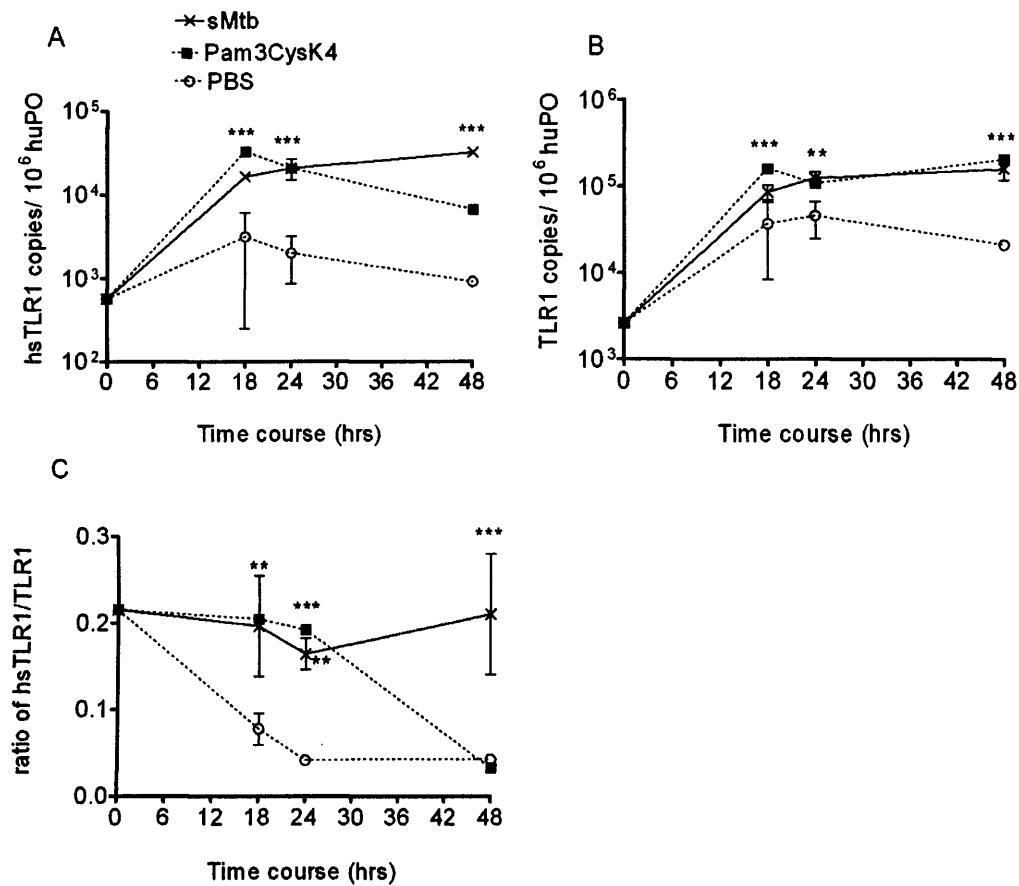 A
sMtb
Pam3CysK4
PBS
hsTLR1 copies/ 10^6 huPO
10^5
10^4
10^3
10^2
***
***
***
0 6 12 18 24 30 36 42 48
Time course (hrs)
B
TLR1 copies/ 10^6 huPO
10^6
10^5
10^4
10^3
***
**
***
0 6 12 18 24 30 36 42 48
Time course (hrs)
C
ratio of hsTLR1/TLR1
0.3
0.2
0.1
0.0
**
***
**
***
0 6 12 18 24 30 36 42 48
Time course (hrs)